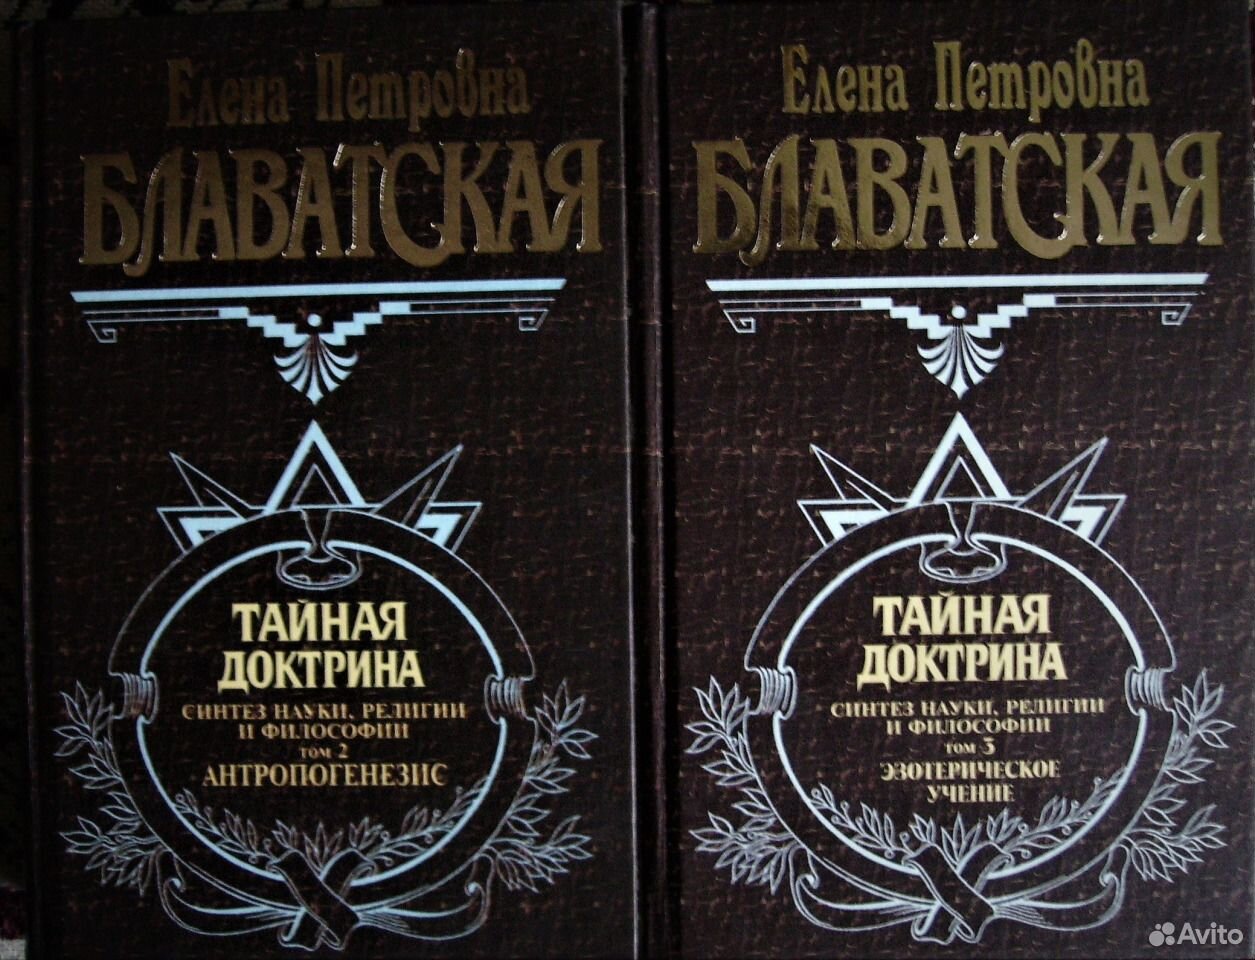 Елена Петровна
БЛАВАТСКАЯ
ТАЙНАЯ
ДОКТРИНА
СИНТЕЗ НАУКИ, РЕЛИГИИ
И ФИЛОСОФИИ
ТОМ 2
АНТРОПОГЕНЕЗИС
Елена Петровна
БЛАВАТСКАЯ
ТАЙНАЯ
ДОКТРИНА
СИНТЕЗ НАУКИ, РЕЛИГИИ
И ФИЛОСОФИИ
ТОМ 3
ЭЗОТЕРИЧЕСКОЕ
УЧЕНИЕ
Avito